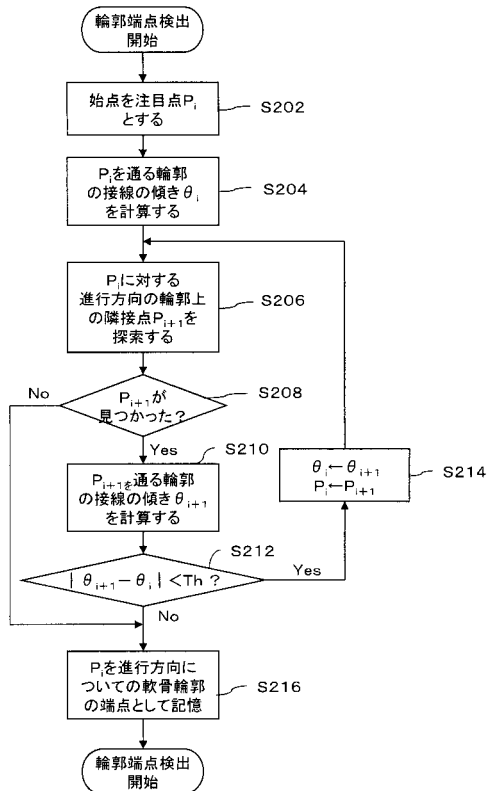 輪郭端点検出
開始
始点を注目点Pi
とする
S202
Piを通る輪郭
の接線の傾きθi
を計算する
S204
Piに対する
進行方向の輪郭上
の隣接点Pi+1を
探索する
S206
No
Pi+1が
見つかった?
S208
Yes
S210
Pi+1を通る輪郭
の接線の傾きθi+1
を計算する
θi←θi+1
Pi←Pi+1
S214
S212
|θi+1−θi|<Th?
Yes
No
Piを進行方向に
ついての軟骨輪郭
の端点として記憶
S216
輪郭端点検出
開始